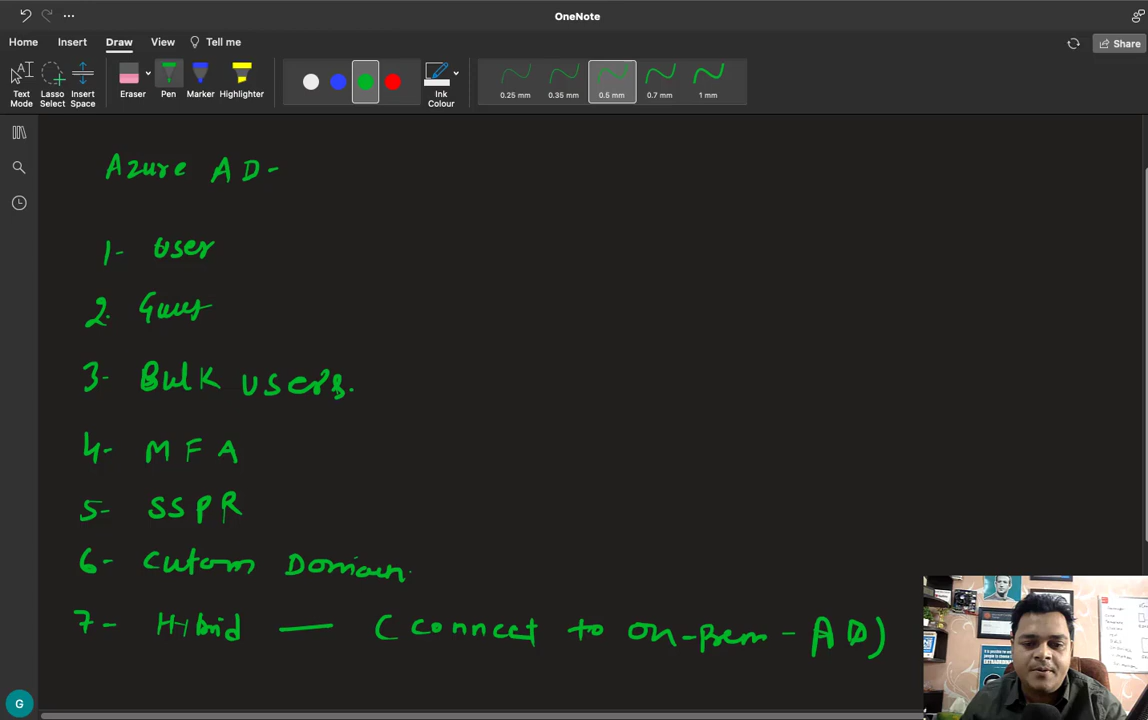 OneNote
Home Insert Draw View Tell me
Share
Text Mode
Lasso Select
Insert Space
Eraser
Pen
Marker
Highlighter
Ink Colour
0.25 mm 0.35 mm 0.5 mm 0.7 mm 1 mm
Azure AD-
1- User
2. Guest
3- Bulk users.
4- MFA
5- SSPR
6- Cutom Domain.
7- Hybrid — (connect to on-prem-AD)
G